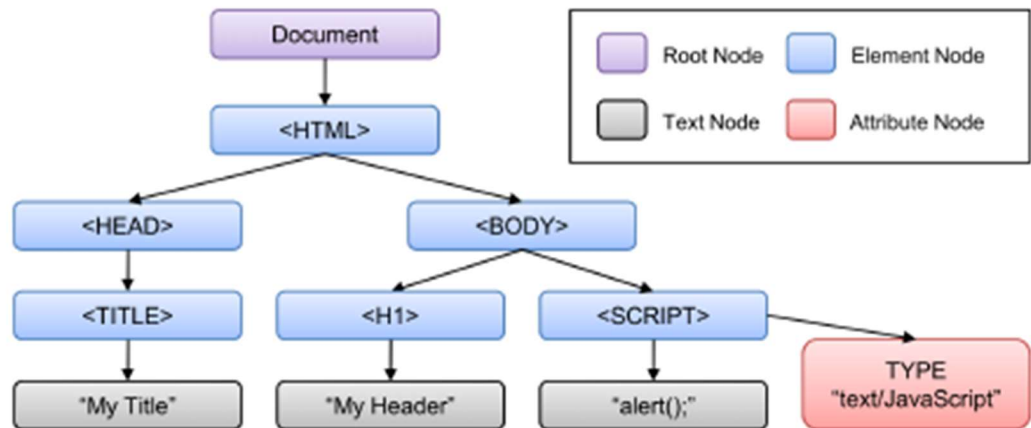 Document
Root Node
Element Node
Text Node
Attribute Node
<HTML>
<HEAD>
<BODY>
<TITLE>
<H1>
<SCRIPT>
TYPE
"text/JavaScript"
"My Title"
"My Header"
"alert();"